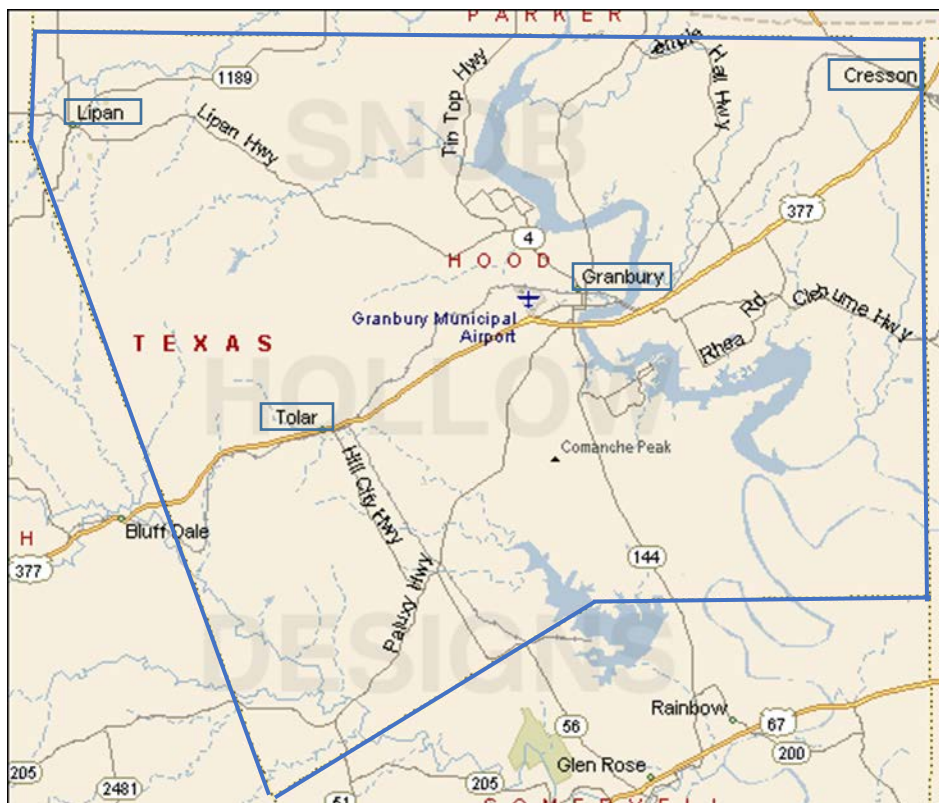 PARKER
Temple
Hall Hwy
Cresson
1189
Tin Top Hwy
Lipan
SNOB
Lipan Hwy
377
4
HOOD
Granbury
Granbury Municipal
Airport
Rd
Cleburne Hwy
Rhea
TEXAS
HOLLOW
Tolar
Comanche Peak
Hill City Hwy
H
Bluff Dale
377
144
Paluxy Hwy
DESIGNS
Rainbow
56
67
200
Glen Rose
205
2481
205
51
SOMERVELL